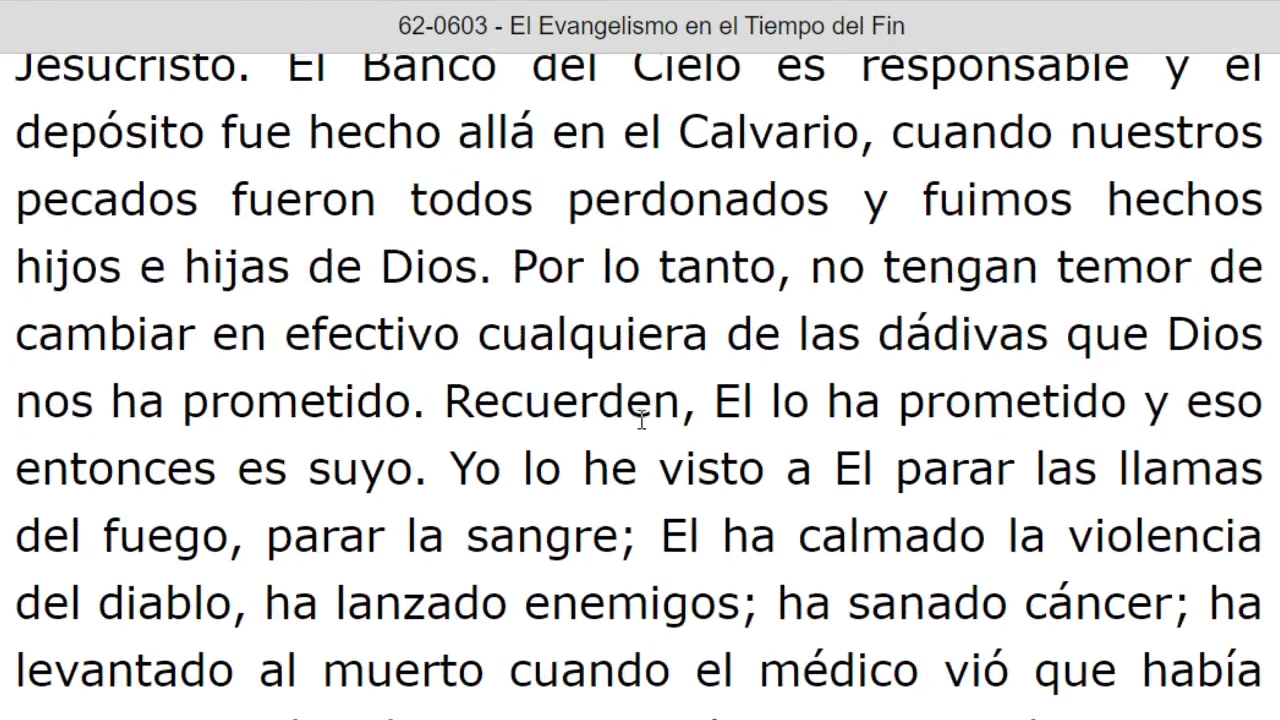 62-0603 - El Evangelismo en el Tiempo del Fin
Jesucristo. El Banco del Cielo es responsable y el
depósito fue hecho allá en el Calvario, cuando nuestros
pecados fueron todos perdonados y fuimos hechos
hijos e hijas de Dios. Por lo tanto, no tengan temor de
cambiar en efectivo cualquiera de las dádivas que Dios
nos ha prometido. Recuerden, El lo ha prometido y eso
entonces es suyo. Yo lo he visto a El parar las llamas
del fuego, parar la sangre; El ha calmado la violencia
del diablo, ha lanzado enemigos; ha sanado cáncer; ha
levantado al muerto cuando el médico vió que había